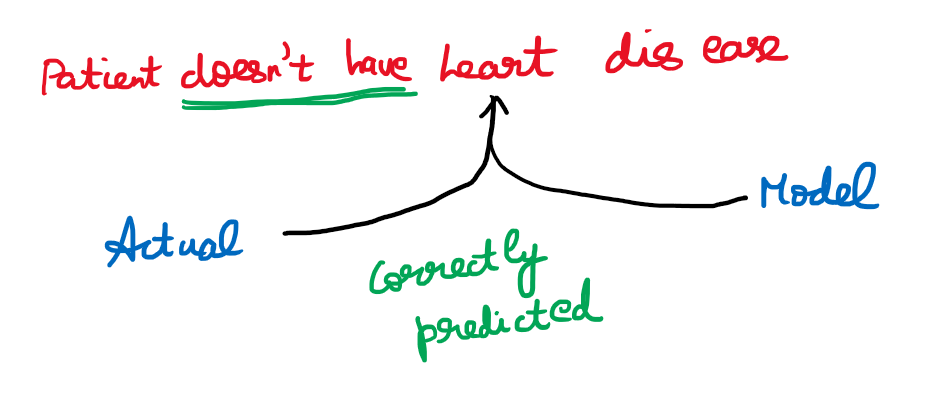 Patient doesn't have heart disease
Model
Actual
Correctly
predicted